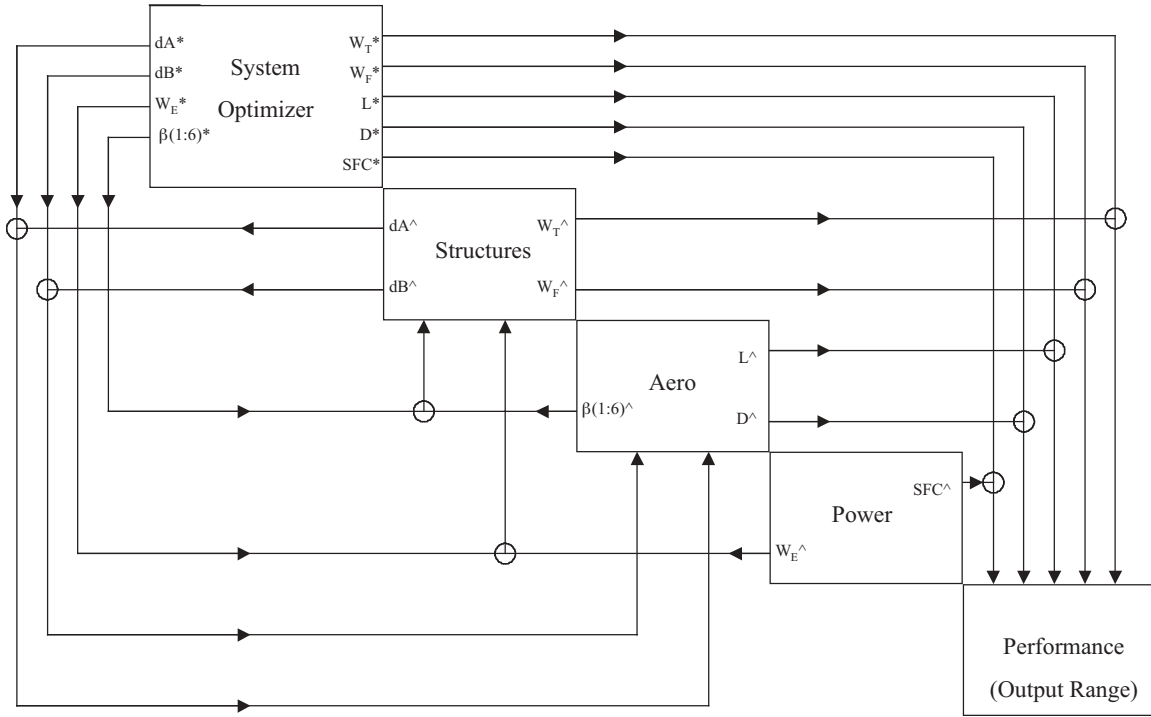 dA*
dB*
W_E*
β(1:6)*
System
Optimizer
W_T*
W_F*
L*
D*
SFC*
dA^
dB^
Structures
W_T^
W_F^
β(1:6)^
Aero
L^
D^
W_E^
Power
SFC^
Performance
(Output Range)